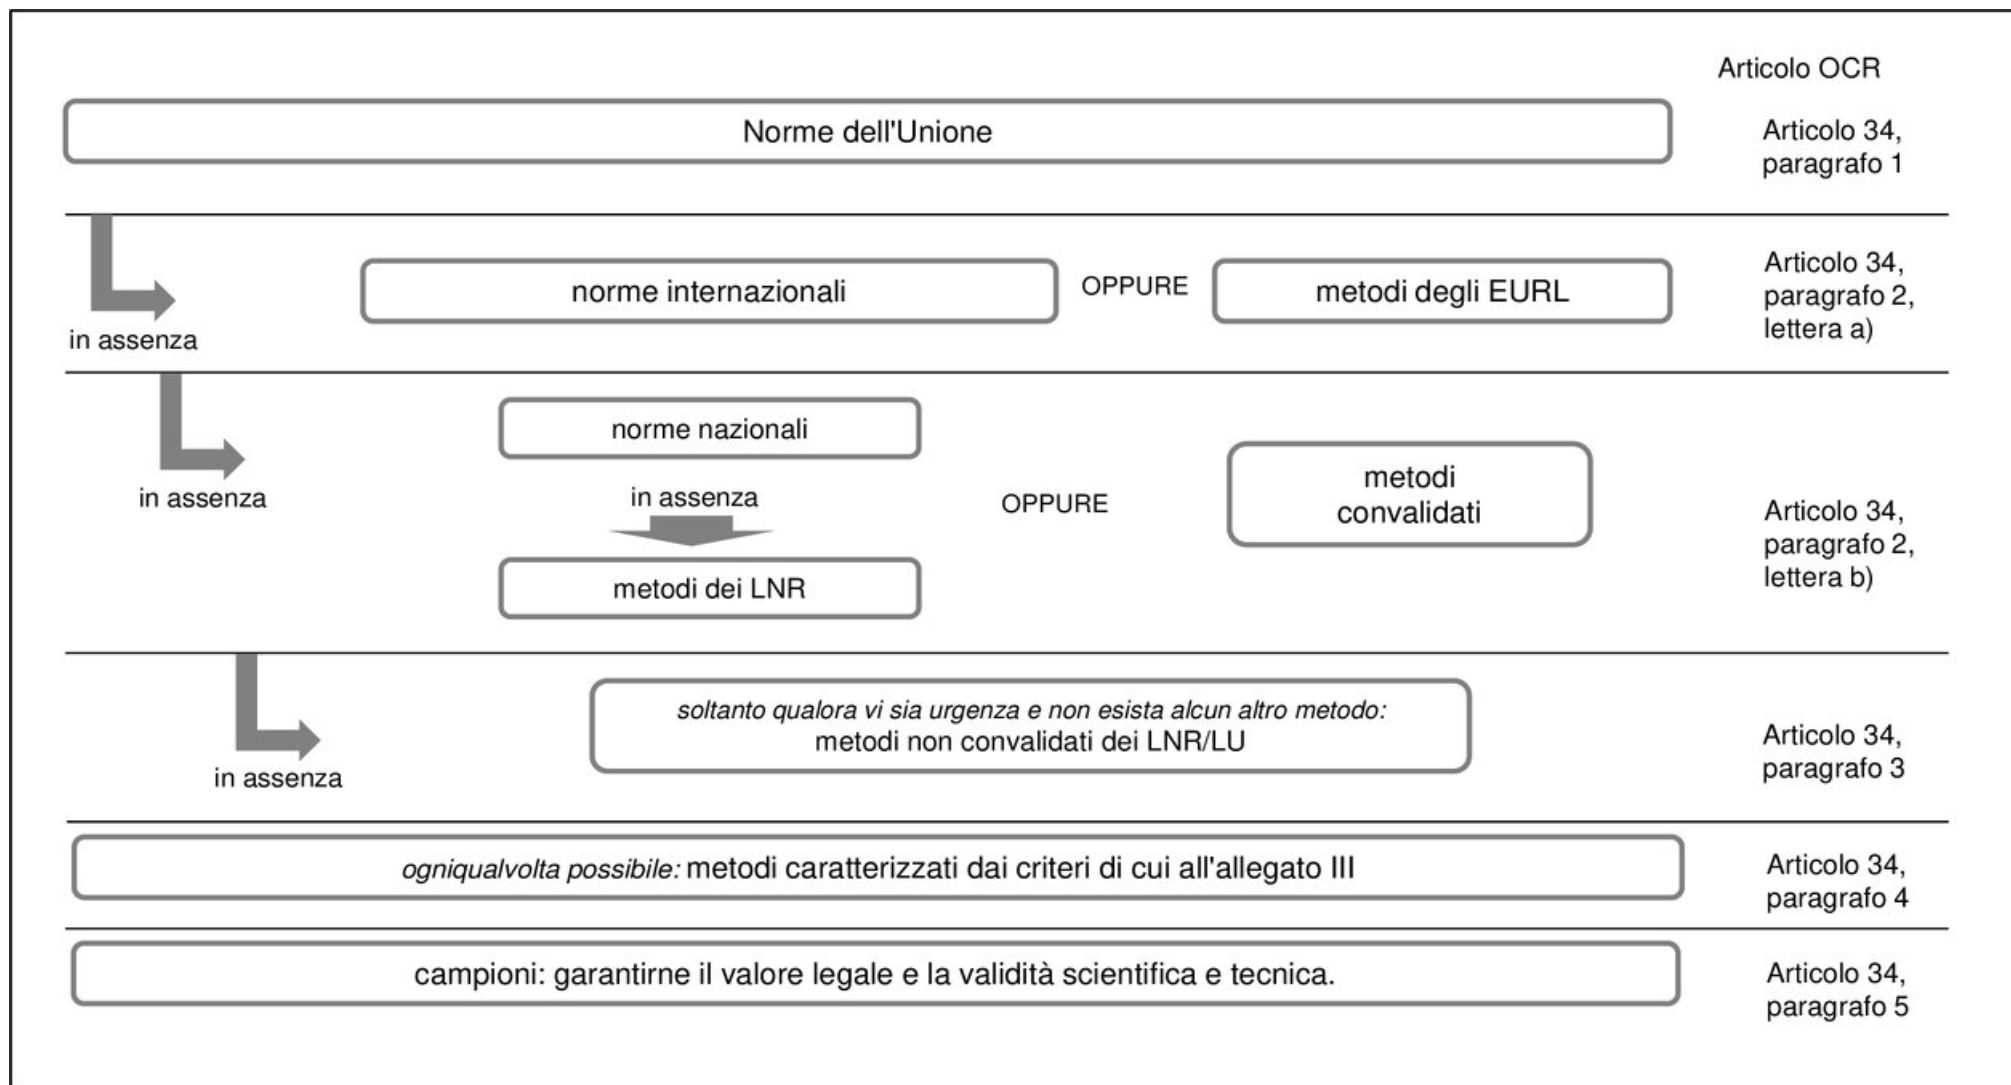 Articolo OCR
Norme dell'Unione
Articolo 34,
paragrafo 1
in assenza
norme internazionali
OPPURE
metodi degli EURL
Articolo 34,
paragrafo 2,
lettera a)
in assenza
norme nazionali
in assenza
metodi dei LNR
OPPURE
metodi
convalidati
Articolo 34,
paragrafo 2,
lettera b)
in assenza
soltanto qualora vi sia urgenza e non esista alcun altro metodo:
metodi non convalidati dei LNR/LU
Articolo 34,
paragrafo 3
ogniqualvolta possibile: metodi caratterizzati dai criteri di cui all'allegato III
Articolo 34,
paragrafo 4
campioni: garantirne il valore legale e la validità scientifica e tecnica.
Articolo 34,
paragrafo 5